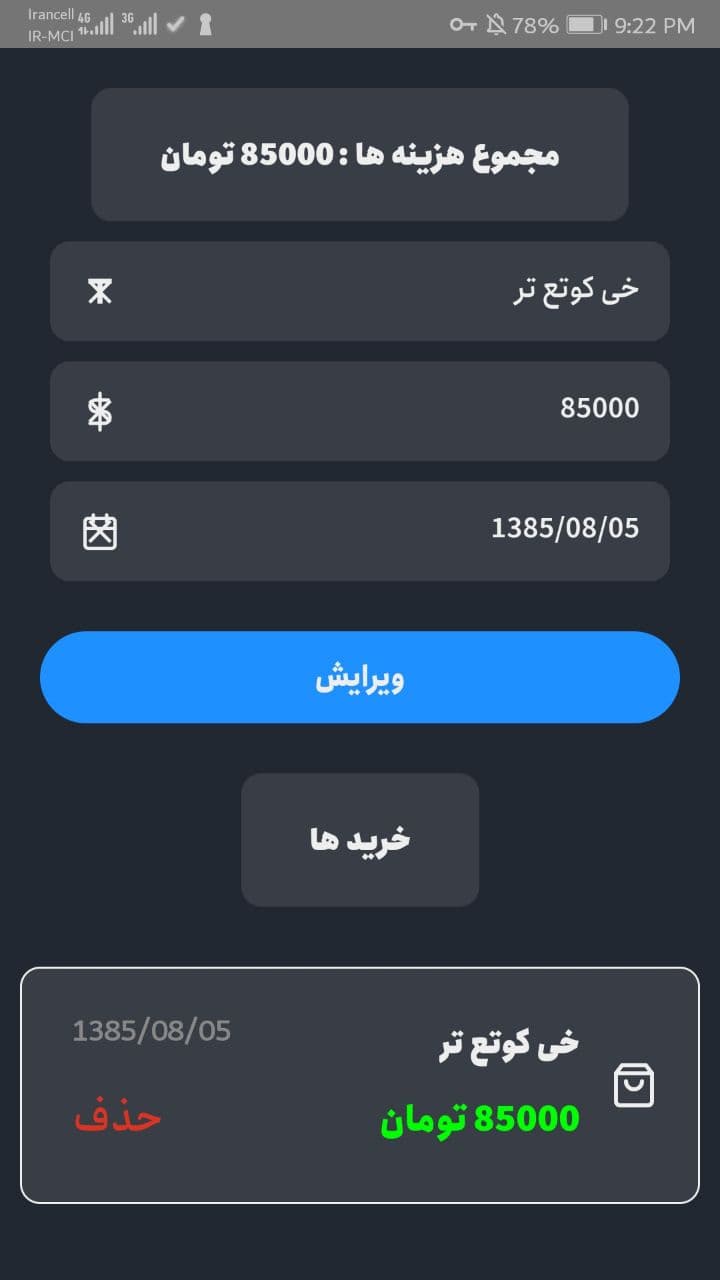 Irancell 4G 3G 78% 9:22 PM
IR-MCI
مجموع هزینه ها : 85000 تومان
خی کوتع تر
85000
1385/08/05
ویرایش
خرید ها
خی کوتع تر
1385/08/05
85000 تومان
حذف